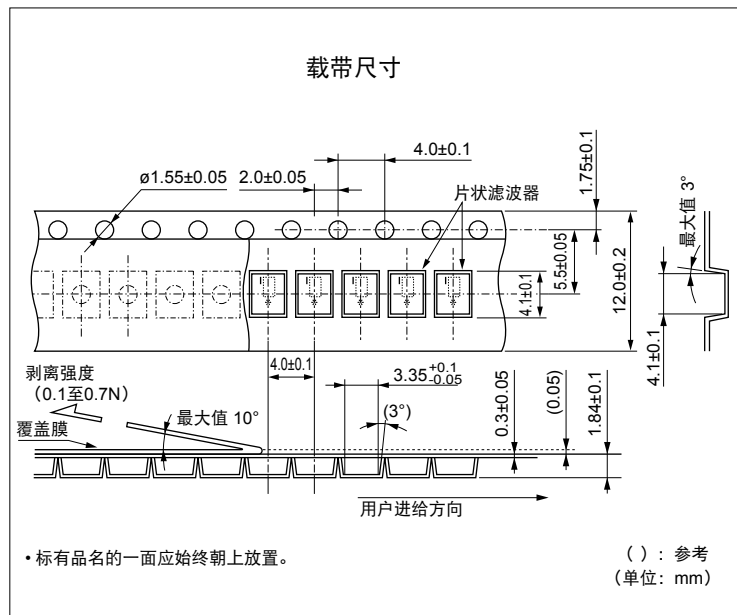 载带尺寸
4.0±0.1
ø1.55±0.05
2.0±0.05
1.75±0.1
片状滤波器
最大值 3°
4.1±0.1
5.5±0.05
12.0±0.2
4.1±0.1
剥离强度
（0.1至0.7N）
4.0±0.1
3.35+0.1-0.05
最大值 10°
(3°)
0.3±0.05
(0.05)
1.84±0.1
覆盖膜
用户进给方向
• 标有品名的一面应始终朝上放置。
（ ）：参考
（单位：mm）